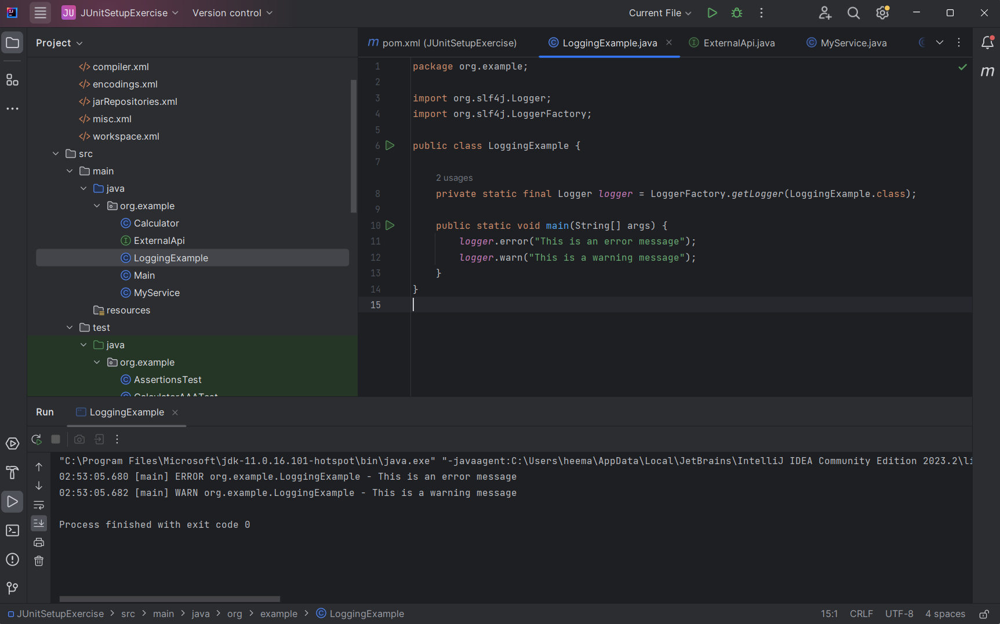 JU JUnitSetupExercise Version control Current File
Project
pom.xml (JUnitSetupExercise) LoggingExample.java ExternalApi.java MyService.java
compiler.xml
encodings.xml
jarRepositories.xml
misc.xml
workspace.xml
src
main
java
org.example
Calculator
ExternalApi
LoggingExample
Main
MyService
resources
test
java
org.example
AssertionsTest
CalculatorAAATest
1 package org.example;
2
3 import org.slf4j.Logger;
4 import org.slf4j.LoggerFactory;
5
6 public class LoggingExample {
7
2 usages
8 private static final Logger logger = LoggerFactory.getLogger(LoggingExample.class);
9
10 public static void main(String[] args) {
11 logger.error("This is an error message");
12 logger.warn("This is a warning message");
13 }
14 }
15
Run LoggingExample
"C:\Program Files\Microsoft\jdk-11.0.16.101-hotspot\bin\java.exe" "-javaagent:C:\Users\heema\AppData\Local\JetBrains\IntelliJ IDEA Community Edition 2023.2\li
02:53:05.680 [main] ERROR org.example.LoggingExample - This is an error message
02:53:05.682 [main] WARN org.example.LoggingExample - This is a warning message
Process finished with exit code 0
JUnitSetupExercise > src > main > java > org > example > LoggingExample 15:1 CRLF UTF-8 4 spaces